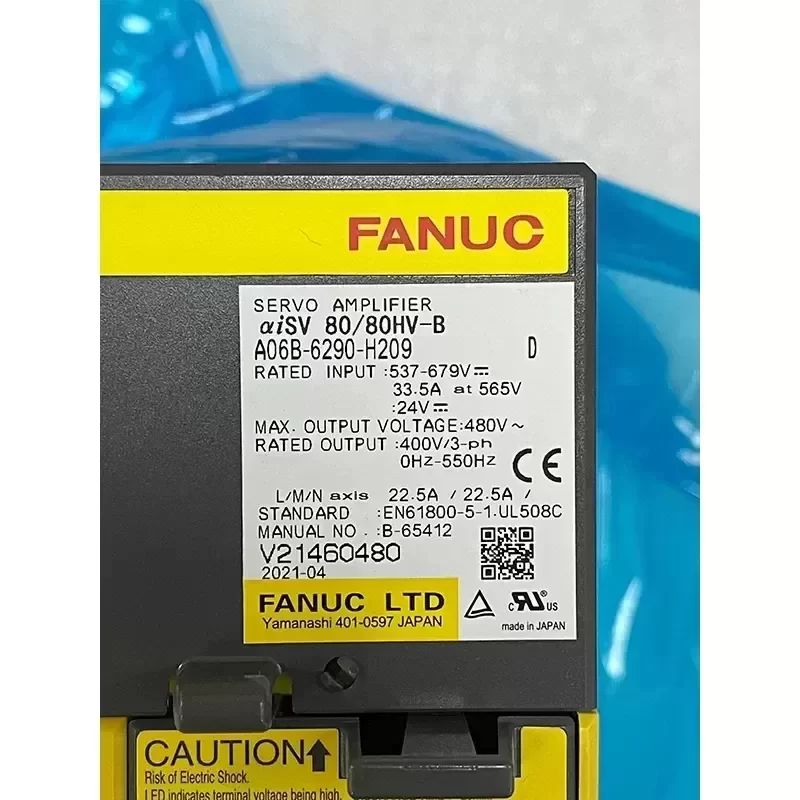 FANUC
SERVO AMPLIFIER
αiSV 80/80HV-B
A06B-6290-H209 D
RATED INPUT :537-679V⎓
33.5A at 565V
:24V⎓
MAX. OUTPUT VOLTAGE:480V~
RATED OUTPUT :400V/3-ph
0Hz-550Hz
CE
L/M/N axis 22.5A / 22.5A /
STANDARD :EN61800-5-1.UL508C
MANUAL NO. :B-65412
V21460480
2021-04
FANUC LTD
Yamanashi 401-0597 JAPAN
c RU US
made in JAPAN
CAUTION↑
Risk of Electric Shock.
LED indicates terminal voltage being high.